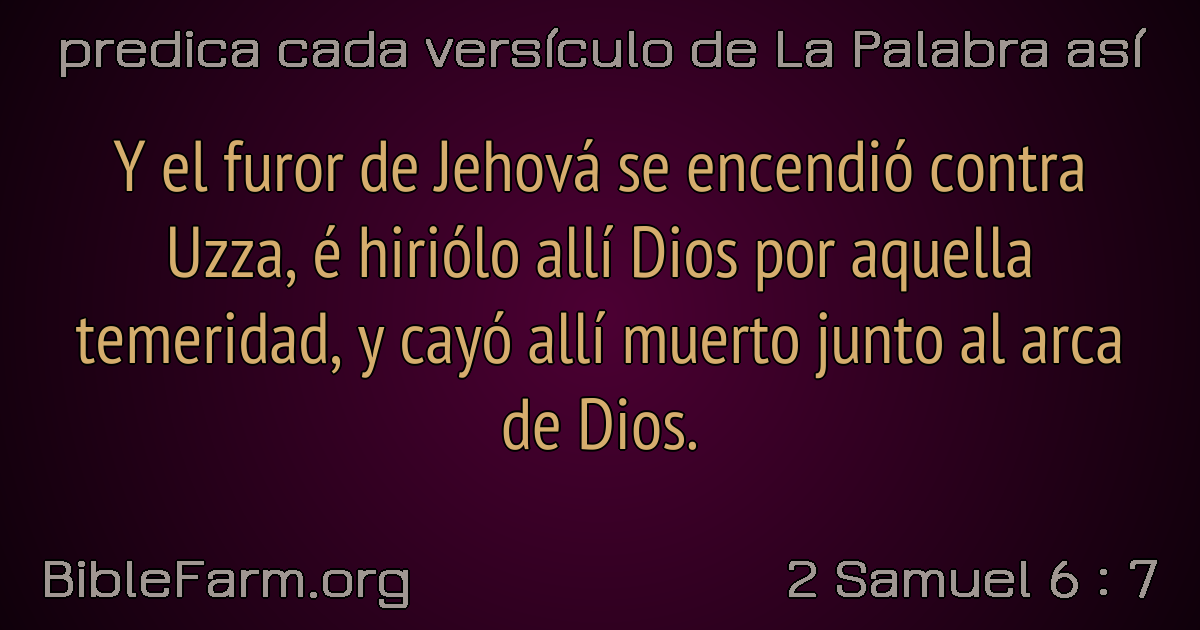 predica cada versículo de La Palabra así
Y el furor de Jehová se encendió contra
Uzza, é hiriólo allí Dios por aquella
temeridad, y cayó allí muerto junto al arca
de Dios.
BibleFarm.org
2 Samuel 6 : 7